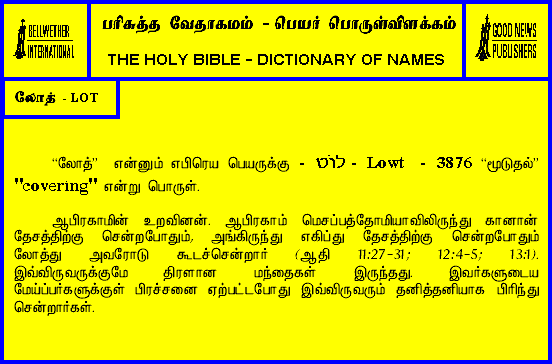 BELLWETHER
INTERNATIONAL
பரிசுத்த வேதாகமம் - பெயர் பொருள்விளக்கம்
THE HOLY BIBLE - DICTIONARY OF NAMES
GOOD NEWS
PUBLISHERS
லோத் - LOT
“லோத்” என்னும் எபிரெய பெயருக்கு - לוֹט - Lowt - 3876 “மூடுதல்”
"covering" என்று பொருள்.
ஆபிரகாமின் உறவினன். ஆபிரகாம் மெசப்பத்தோமியாவிலிருந்து கானான்
தேசத்திற்கு சென்றபோதும், அங்கிருந்து எகிப்து தேசத்திற்கு சென்றபோதும்
லோத்து அவரோடு கூடச்சென்றார் (ஆதி 11:27-31; 12:4-5; 13:1).
இவ்விருவருக்குமே திரளான மந்தைகள் இருந்தது. இவர்களுடைய
மேய்ப்பர்களுக்குள் பிரச்சனை ஏற்பட்டபோது இவ்விருவரும் தனித்தனியாக பிரிந்து
சென்றார்கள்.